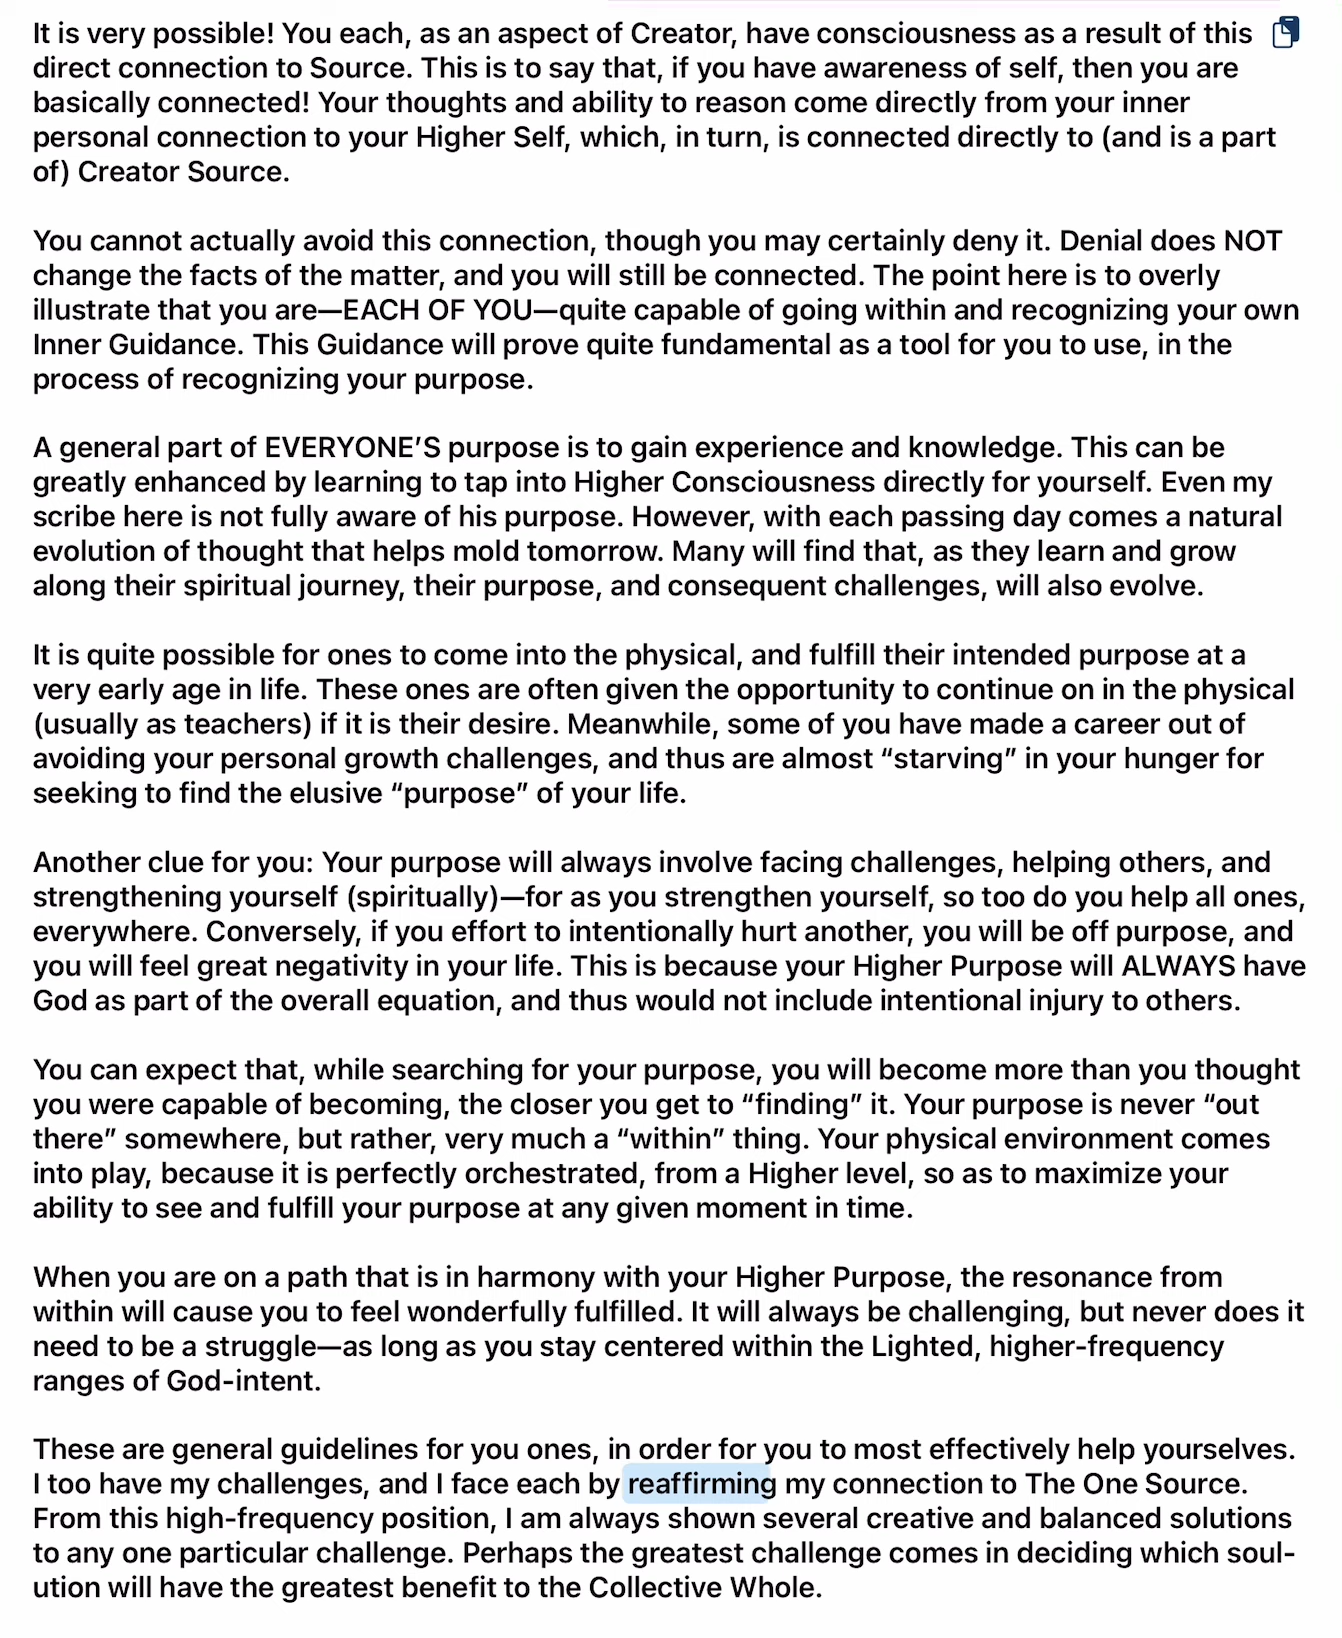 It is very possible! You each, as an aspect of Creator, have consciousness as a result of this
direct connection to Source. This is to say that, if you have awareness of self, then you are
basically connected! Your thoughts and ability to reason come directly from your inner
personal connection to your Higher Self, which, in turn, is connected directly to (and is a part
of) Creator Source.
You cannot actually avoid this connection, though you may certainly deny it. Denial does NOT
change the facts of the matter, and you will still be connected. The point here is to overly
illustrate that you are—EACH OF YOU—quite capable of going within and recognizing your own
Inner Guidance. This Guidance will prove quite fundamental as a tool for you to use, in the
process of recognizing your purpose.
A general part of EVERYONE’S purpose is to gain experience and knowledge. This can be
greatly enhanced by learning to tap into Higher Consciousness directly for yourself. Even my
scribe here is not fully aware of his purpose. However, with each passing day comes a natural
evolution of thought that helps mold tomorrow. Many will find that, as they learn and grow
along their spiritual journey, their purpose, and consequent challenges, will also evolve.
It is quite possible for ones to come into the physical, and fulfill their intended purpose at a
very early age in life. These ones are often given the opportunity to continue on in the physical
(usually as teachers) if it is their desire. Meanwhile, some of you have made a career out of
avoiding your personal growth challenges, and thus are almost “starving” in your hunger for
seeking to find the elusive “purpose” of your life.
Another clue for you: Your purpose will always involve facing challenges, helping others, and
strengthening yourself (spiritually)—for as you strengthen yourself, so too do you help all ones,
everywhere. Conversely, if you effort to intentionally hurt another, you will be off purpose, and
you will feel great negativity in your life. This is because your Higher Purpose will ALWAYS have
God as part of the overall equation, and thus would not include intentional injury to others.
You can expect that, while searching for your purpose, you will become more than you thought
you were capable of becoming, the closer you get to “finding” it. Your purpose is never “out
there” somewhere, but rather, very much a “within” thing. Your physical environment comes
into play, because it is perfectly orchestrated, from a Higher level, so as to maximize your
ability to see and fulfill your purpose at any given moment in time.
When you are on a path that is in harmony with your Higher Purpose, the resonance from
within will cause you to feel wonderfully fulfilled. It will always be challenging, but never does it
need to be a struggle—as long as you stay centered within the Lighted, higher-frequency
ranges of God-intent.
These are general guidelines for you ones, in order for you to most effectively help yourselves.
I too have my challenges, and I face each by reaffirming my connection to The One Source.
From this high-frequency position, I am always shown several creative and balanced solutions
to any one particular challenge. Perhaps the greatest challenge comes in deciding which soul-
ution will have the greatest benefit to the Collective Whole.